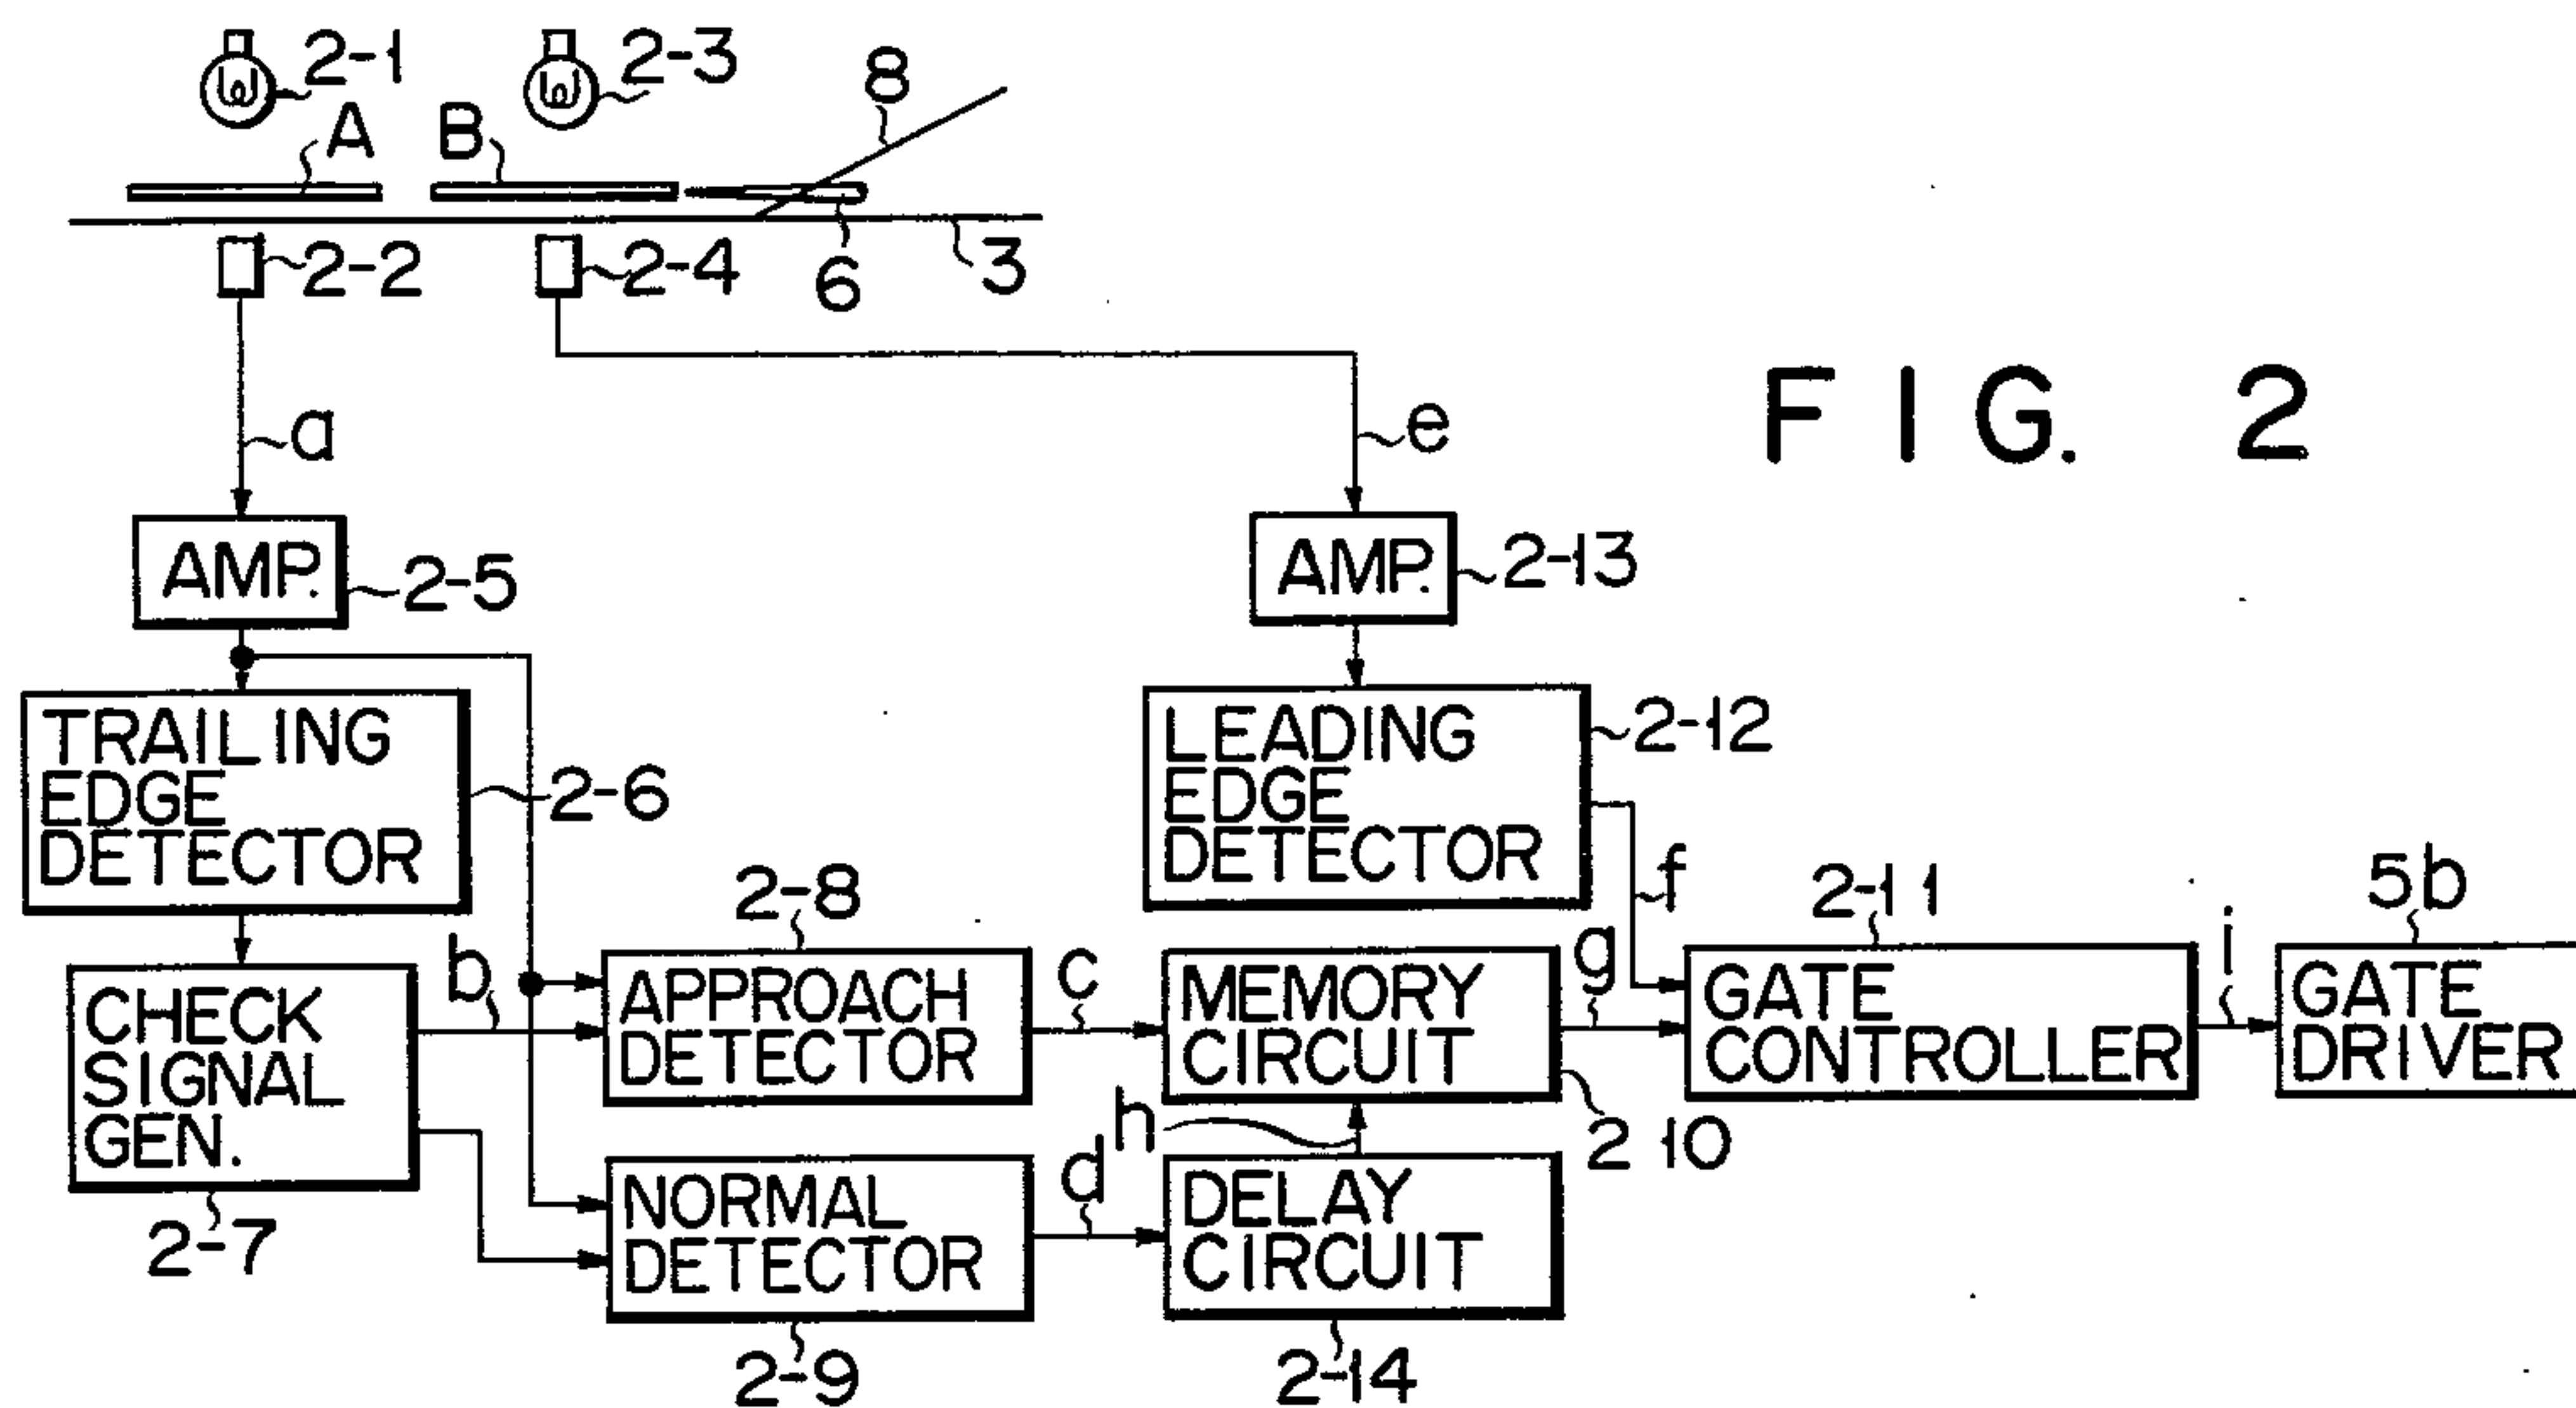 2-1
2-3
8
A
B
2-2
2-4
6
3
a
e
FIG. 2
AMP.
2-5
AMP.
2-13
TRAILING
EDGE
DETECTOR
2-6
LEADING
EDGE
DETECTOR
2-12
f
2-8
2-11
5b
CHECK
SIGNAL
GEN.
2-7
b
APPROACH
DETECTOR
c
MEMORY
CIRCUIT
g
2 10
GATE
CONTROLLER
i
GATE
DRIVER
h
NORMAL
DETECTOR
2-9
d
DELAY
CIRCUIT
2-14